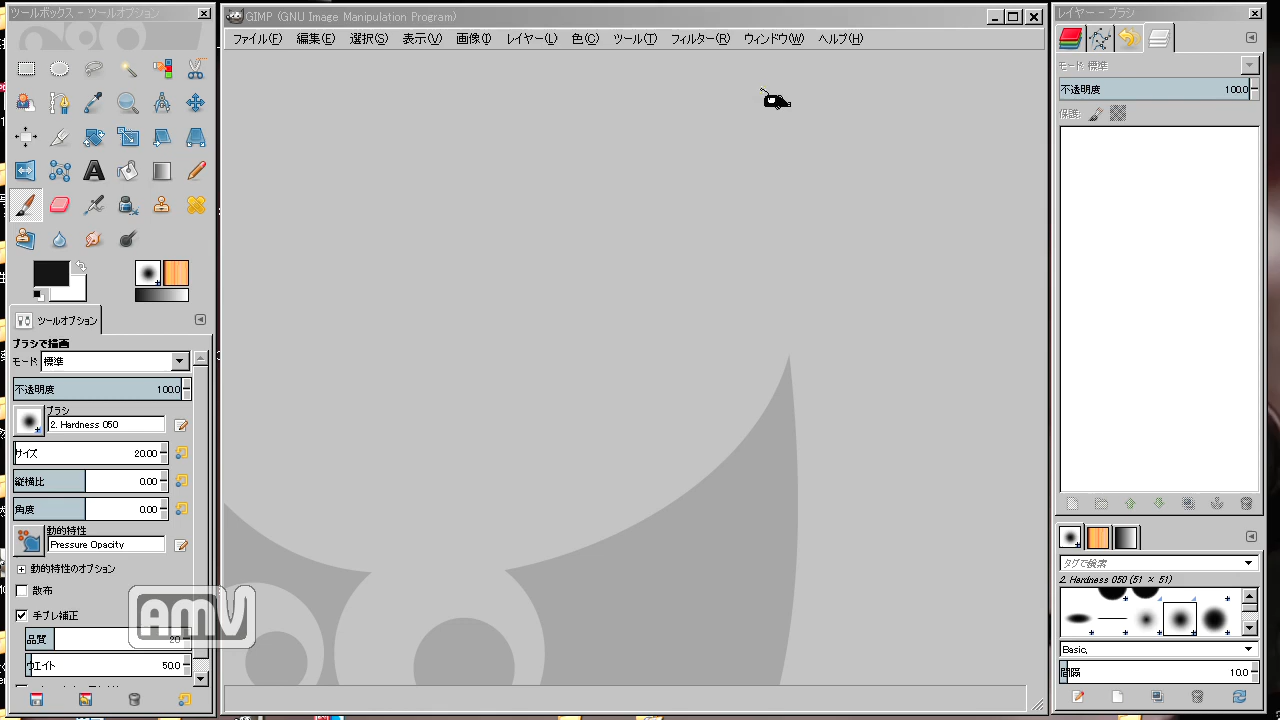 ツールボックス - ツールオプション
GIMP (GNU Image Manipulation Program)
ファイル(F) 編集(E) 選択(S) 表示(V) 画像(I) レイヤー(L) 色(C) ツール(T) フィルター(R) ウィンドウ(W) ヘルプ(H)
ツールオプション
ブラシで描画
モード: 標準
不透明度 100.0
ブラシ
2. Hardness 050
サイズ 20.00
縦横比 0.00
角度 0.00
動的特性
Pressure Opacity
動的特性のオプション
散布
手ブレ補正
品質 20
ウエイト 50.0
AMV
レイヤー - ブラシ
モード: 標準
不透明度 100.0
保護:
タグで検索
2. Hardness 050 (51 × 51)
Basic,
間隔 10.0